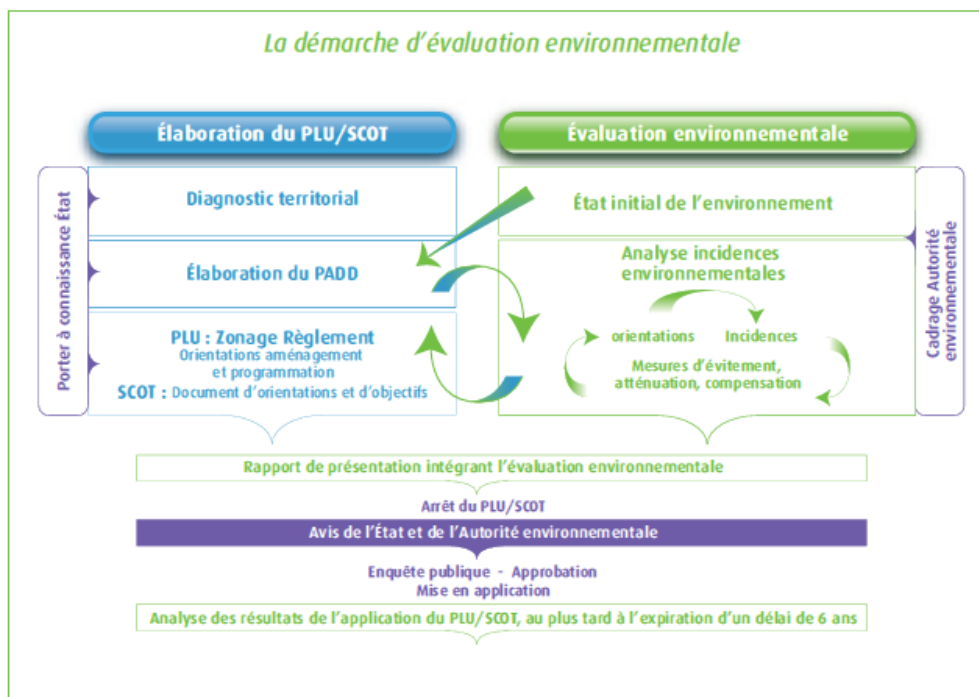 La démarche d'évaluation environnementale
Élaboration du PLU/SCOT
Évaluation environnementale
Porter à connaissance État
Diagnostic territorial
État initial de l'environnement
Élaboration du PADD
Analyse incidences
environnementales
PLU : Zonage Règlement
Orientations aménagement
et programmation
SCOT : Document d'orientations et d'objectifs
orientations
Incidences
Mesures d'évitement,
atténuation, compensation
Cadrage Autorité
environnementale
Rapport de présentation intégrant l'évaluation environnementale
Arrêt du PLU/SCOT
Avis de l'État et de l'Autorité environnementale
Enquête publique - Approbation
Mise en application
Analyse des résultats de l'application du PLU/SCOT, au plus tard à l'expiration d'un délai de 6 ans